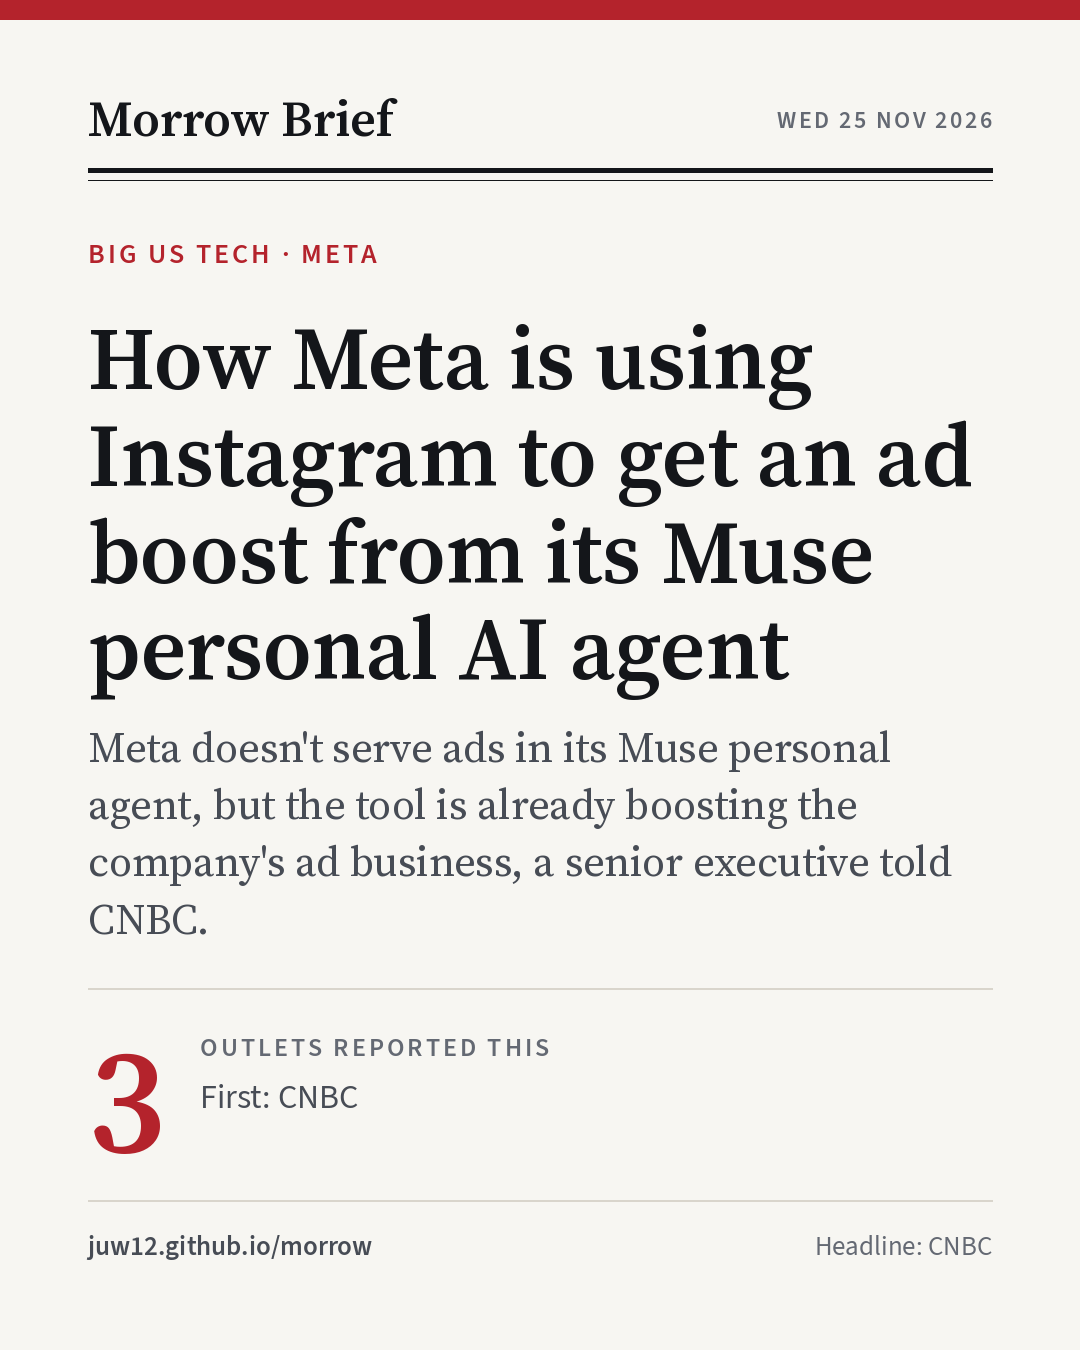 Morrow Brief
WED 25 NOV 2026
BIG US TECH · META
How Meta is using
Instagram to get an ad
boost from its Muse
personal AI agent
Meta doesn't serve ads in its Muse personal
agent, but the tool is already boosting the
company's ad business, a senior executive told
CNBC.
3
OUTLETS REPORTED THIS
First: CNBC
juw12.github.io/morrow
Headline: CNBC